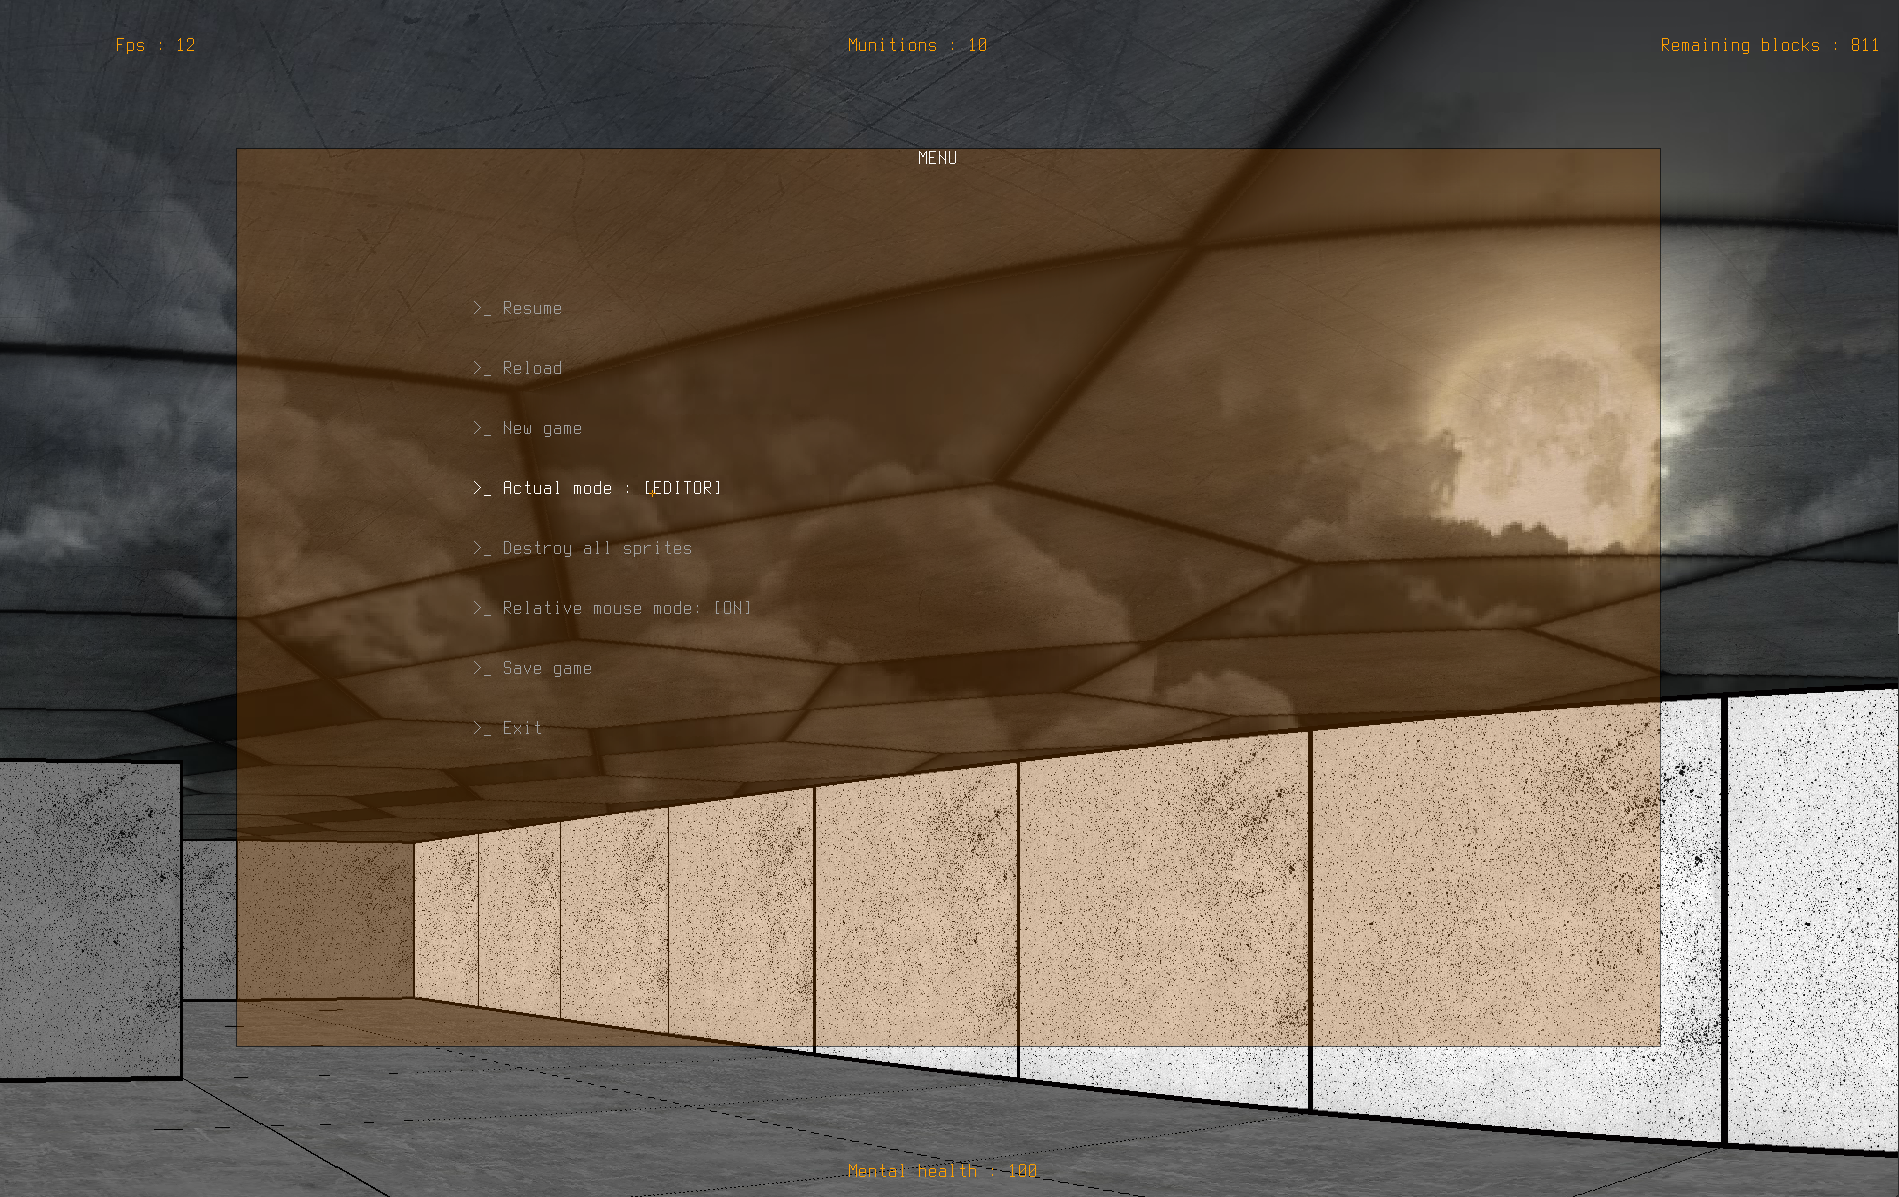 Fps : 12
Munitions : 10
Remaining blocks : 811
MENU
>_ Resume
>_ Reload
>_ New game
>_ Actual mode : [EDITOR]
>_ Destroy all sprites
>_ Relative mouse mode: [ON]
>_ Save game
>_ Exit
Mental health : 100